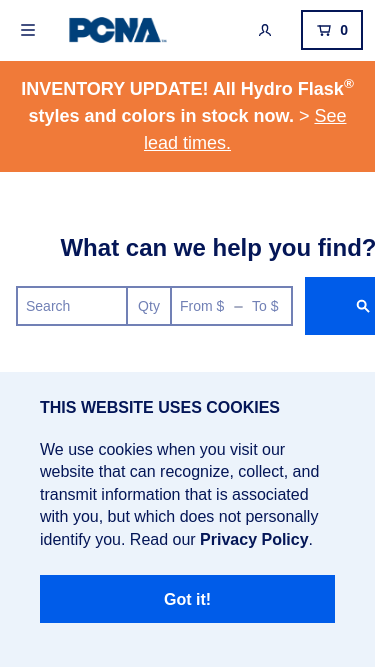 PCNA
0
INVENTORY UPDATE! All Hydro Flask®
styles and colors in stock now. > See
lead times.
What can we help you find?
Search Qty From $ – To $
THIS WEBSITE USES COOKIES
We use cookies when you visit our
website that can recognize, collect, and
transmit information that is associated
with you, but which does not personally
identify you. Read our Privacy Policy.
Got it!